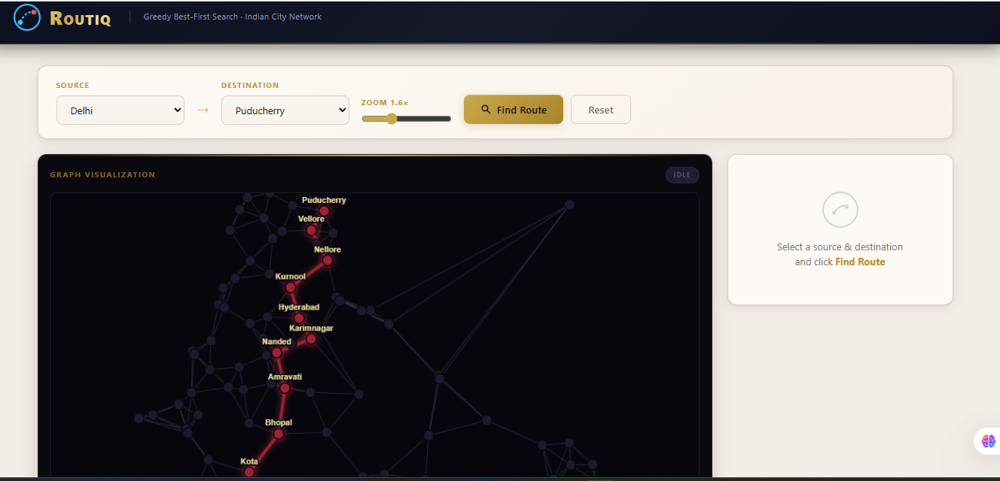 ROUTIQ
Greedy Best-First Search · Indian City Network
SOURCE
DESTINATION
Delhi
→
Puducherry
ZOOM 1.6×
Find Route
Reset
GRAPH VISUALIZATION
IDLE
Puducherry
Vellore
Nellore
Kurnool
Hyderabad
Karimnagar
Nanded
Amravati
Bhopal
Kota
Select a source & destination
and click Find Route